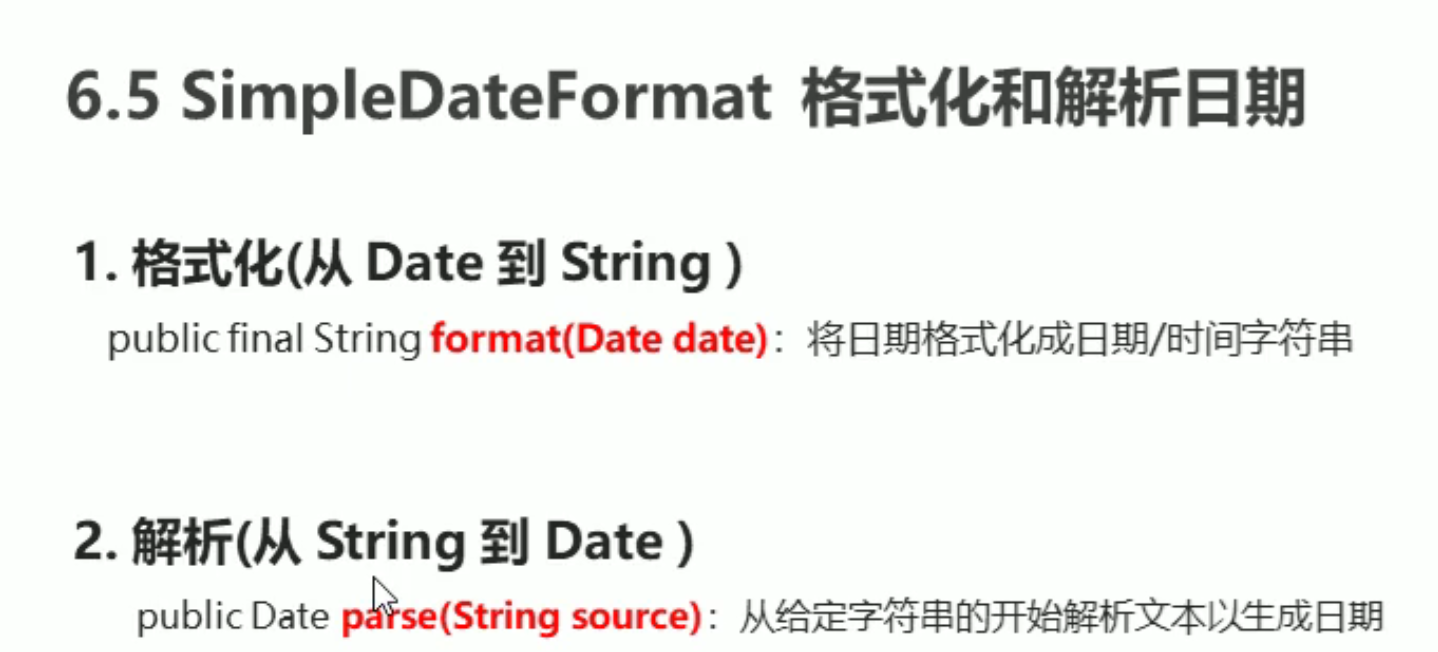 6.5 SimpleDateFormat 格式化和解析日期
1. 格式化(从 Date 到 String )
public final String format(Date date)：将日期格式化成日期/时间字符串
2. 解析(从 String 到 Date )
public Date parse(String source)：从给定字符串的开始解析文本以生成日期